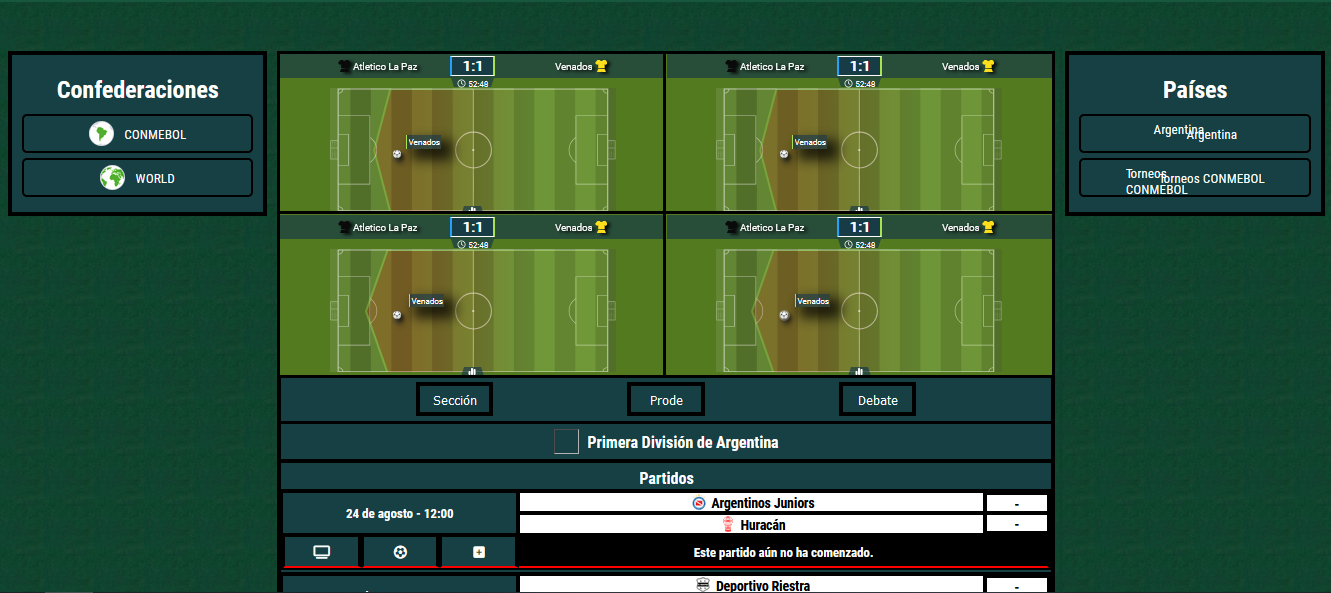 Confederaciones
CONMEBOL
WORLD
Atletico La Paz 1:1 Venados
52:48
Venados
Atletico La Paz 1:1 Venados
52:48
Venados
Atletico La Paz 1:1 Venados
52:48
Venados
Atletico La Paz 1:1 Venados
52:48
Venados
Sección Prode Debate
Primera División de Argentina
Partidos
24 de agosto - 12:00
Argentinos Juniors -
Huracán -
Este partido aún no ha comenzado.
Deportivo Riestra -
Países
Argentina
Argentina
Torneos
CONMEBOL
Torneos CONMEBOL